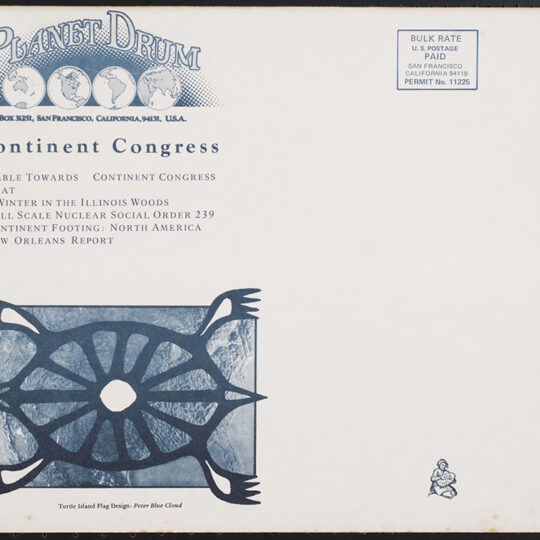 PLANET DRUM
BOX 31251, SAN FRANCISCO, CALIFORNIA, 94131, U.S.A.
ontinent Congress
MBLE TOWARDS CONTINENT CONGRESS
AT
WINTER IN THE ILLINOIS WOODS
LL SCALE NUCLEAR SOCIAL ORDER 239
ONTINENT FOOTING: NORTH AMERICA
W ORLEANS REPORT
BULK RATE
U. S. POSTAGE
PAID
SAN FRANCISCO
CALIFORNIA 94119
PERMIT No. 11225
Turtle Island Flag Design: Peter Blue Cloud